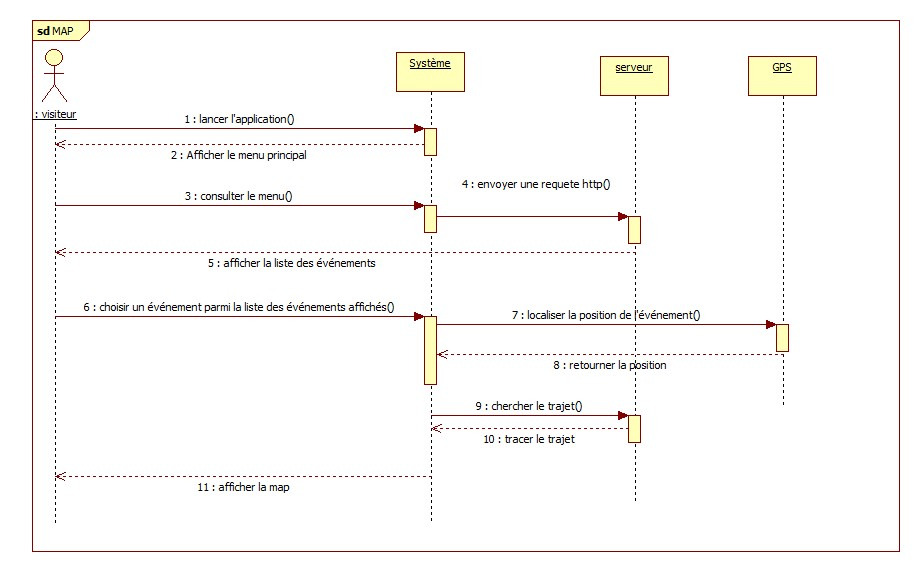 sd MAP
: visiteur
Système
serveur
GPS
1 : lancer l'application()
2 : Afficher le menu principal
3 : consulter le menu()
4 : envoyer une requete http()
5 : afficher la liste des événements
6 : choisir un événement parmi la liste des événements affichés()
7 : localiser la position de l'événement()
8 : retourner la position
9 : chercher le trajet()
10 : tracer le trajet
11 : afficher la map